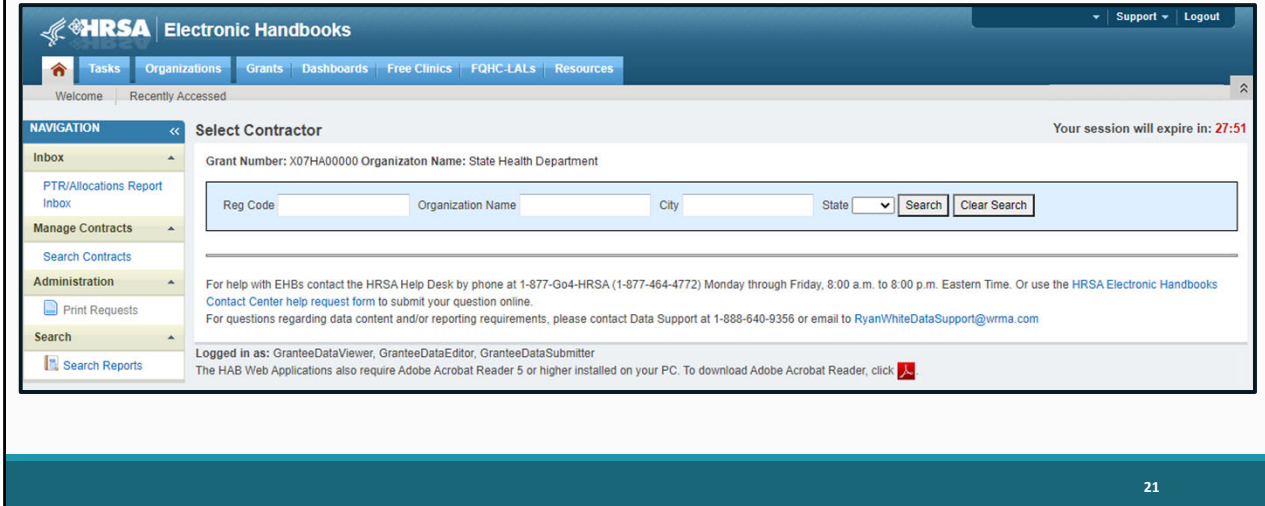 HRSA Electronic Handbooks
Support Logout
Tasks Organizations Grants Dashboards Free Clinics FQHC-LALs Resources
Welcome Recently Accessed
NAVIGATION
Inbox
PTR/Allocations Report
Inbox
Manage Contracts
Search Contracts
Administration
Print Requests
Search
Search Reports
Select Contractor
Your session will expire in: 27:51
Grant Number: X07HA00000 Organizaton Name: State Health Department
Reg Code Organization Name City State Search Clear Search
For help with EHBs contact the HRSA Help Desk by phone at 1-877-Go4-HRSA (1-877-464-4772) Monday through Friday, 8:00 a.m. to 8:00 p.m. Eastern Time. Or use the HRSA Electronic Handbooks
Contact Center help request form to submit your question online.
For questions regarding data content and/or reporting requirements, please contact Data Support at 1-888-640-9356 or email to RyanWhiteDataSupport@wrma.com
Logged in as: GranteeDataViewer, GranteeDataEditor, GranteeDataSubmitter
The HAB Web Applications also require Adobe Acrobat Reader 5 or higher installed on your PC. To download Adobe Acrobat Reader, click .
21